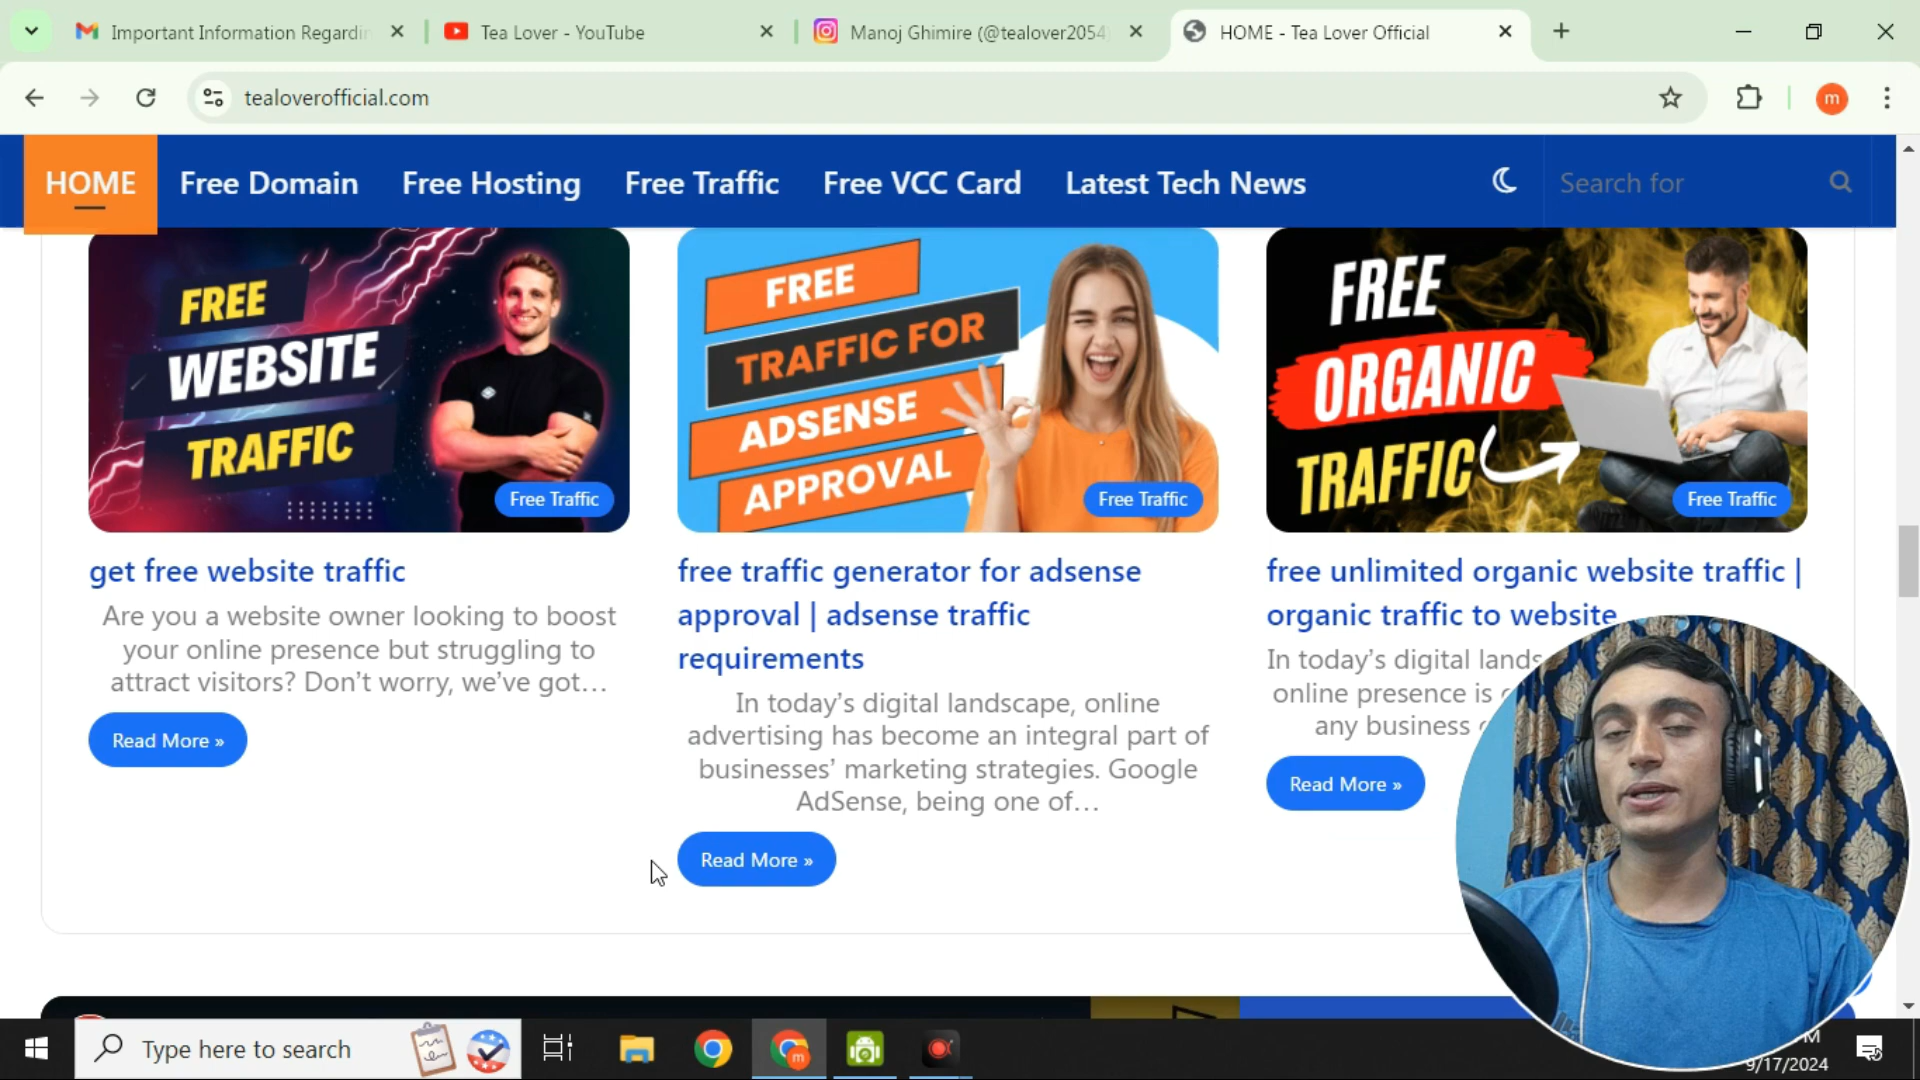 Important Information Regardin
Tea Lover - YouTube
Manoj Ghimire (@tealover2054)
HOME - Tea Lover Official
tealoverofficial.com
m
HOME
Free Domain
Free Hosting
Free Traffic
Free VCC Card
Latest Tech News
Search for
FREE
WEBSITE
TRAFFIC
Free Traffic
FREE
TRAFFIC FOR
ADSENSE
APPROVAL
Free Traffic
FREE
ORGANIC
TRAFFIC
Free Traffic
get free website traffic
Are you a website owner looking to boost
your online presence but struggling to
attract visitors? Don’t worry, we’ve got…
Read More »
free traffic generator for adsense
approval | adsense traffic
requirements
In today’s digital landscape, online
advertising has become an integral part of
businesses’ marketing strategies. Google
AdSense, being one of…
Read More »
free unlimited organic website traffic |
organic traffic to website
In today’s digital
online presence is
any business
Read More »
Type here to search
m
9/17/2024